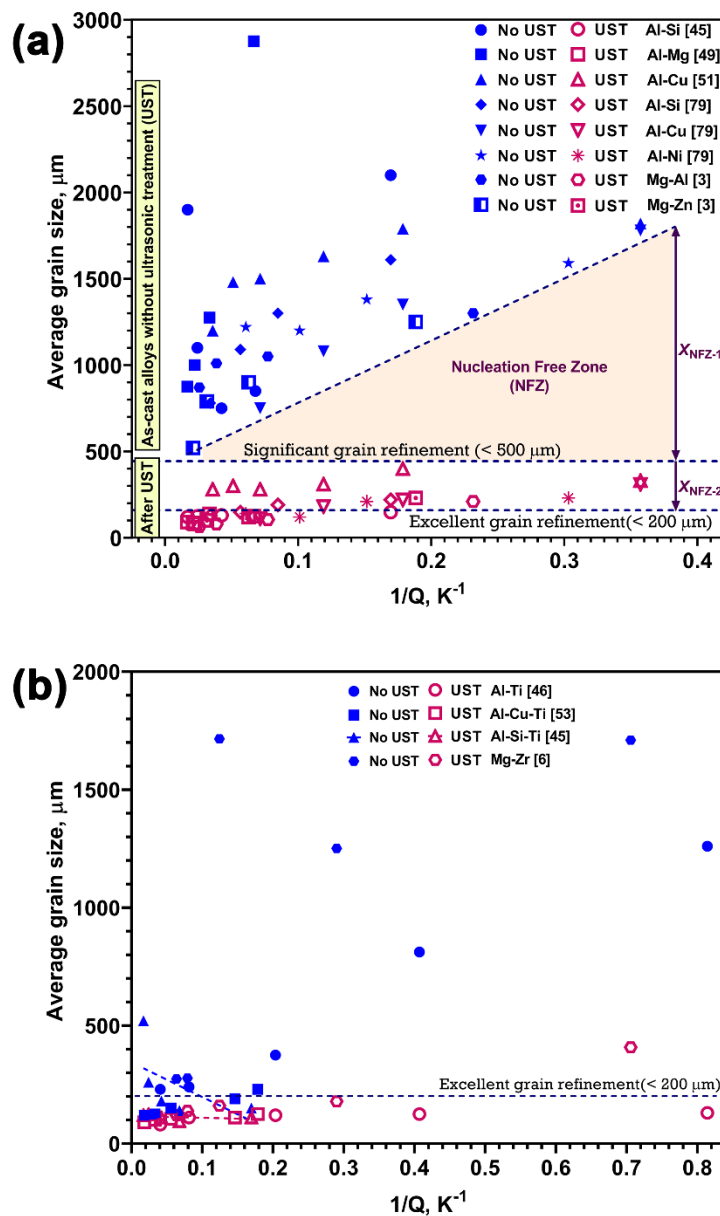 (a)
No UST UST Al-Si [45]
No UST UST Al-Mg [49]
No UST UST Al-Cu [51]
No UST UST Al-Si [79]
No UST UST Al-Cu [79]
No UST UST Al-Ni [79]
No UST UST Mg-Al [3]
No UST UST Mg-Zn [3]
3000
2500
2000
1500
1000
500
0
Average grain size, μm
As-cast alloys without ultrasonic treatment (UST)
After UST
Nucleation Free Zone
(NFZ)
XNFZ-1
Significant grain refinement (< 500 μm)
XNFZ-2
Excellent grain refinement(< 200 μm)
0.0 0.1 0.2 0.3 0.4
1/Q, K-1
(b)
No UST UST Al-Ti [46]
No UST UST Al-Cu-Ti [53]
No UST UST Al-Si-Ti [45]
No UST UST Mg-Zr [6]
2000
1500
1000
500
0
Average grain size, μm
Excellent grain refinement(< 200 μm)
0.0 0.1 0.2 0.3 0.4 0.5 0.6 0.7 0.8
1/Q, K-1